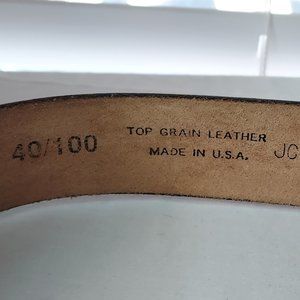 40/100
TOP GRAIN LEATHER
MADE IN U.S.A.
JC